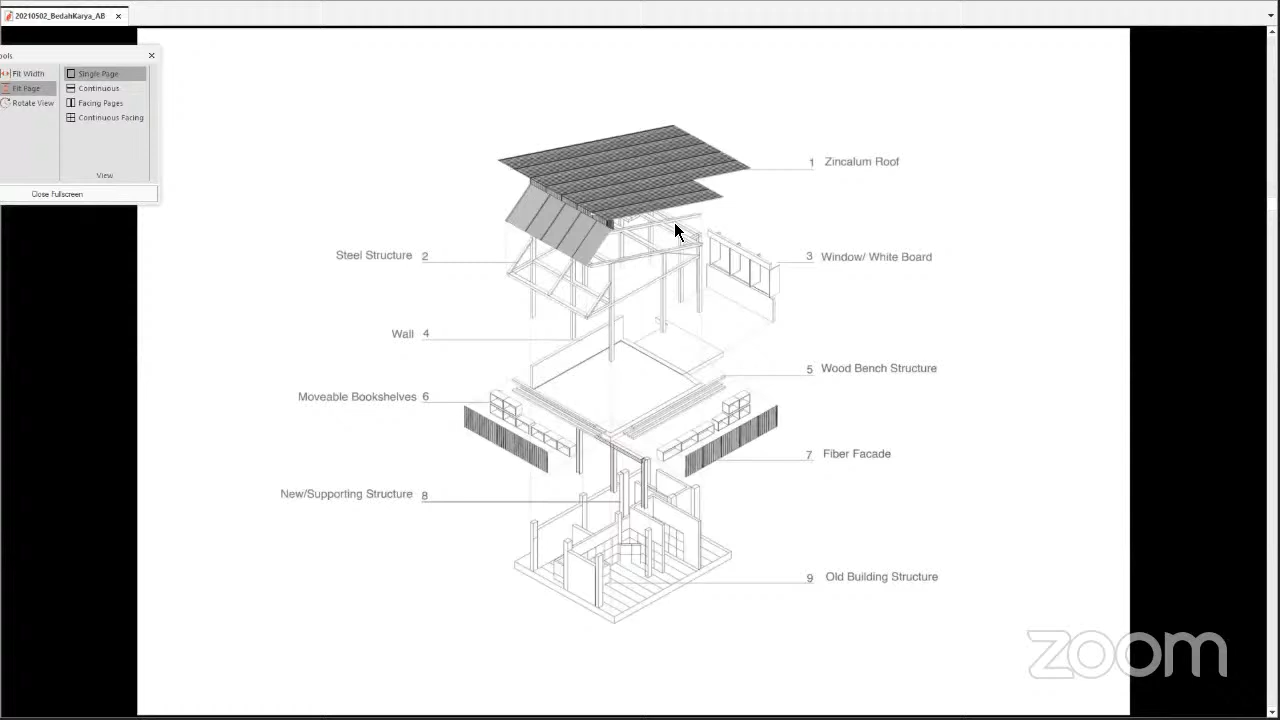 20210502_BedahKarya_AB
ools
Fit Width
Fit Page
Rotate View
Single Page
Continuous
Facing Pages
Continuous Facing
View
Close Fullscreen
1 Zincalum Roof
Steel Structure 2
3 Window/ White Board
Wall 4
5 Wood Bench Structure
Moveable Bookshelves 6
7 Fiber Facade
New/Supporting Structure 8
9 Old Building Structure
zoom